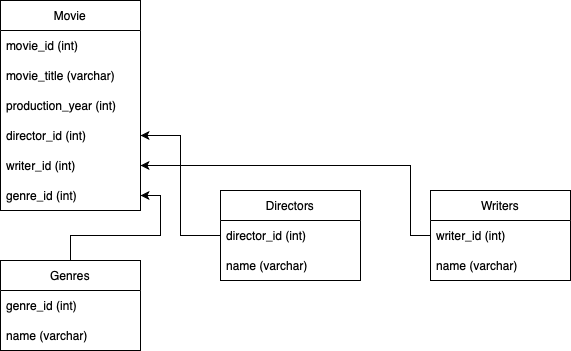 Movie
movie_id (int)
movie_title (varchar)
production_year (int)
director_id (int)
writer_id (int)
genre_id (int)
Directors
director_id (int)
name (varchar)
Writers
writer_id (int)
name (varchar)
Genres
genre_id (int)
name (varchar)